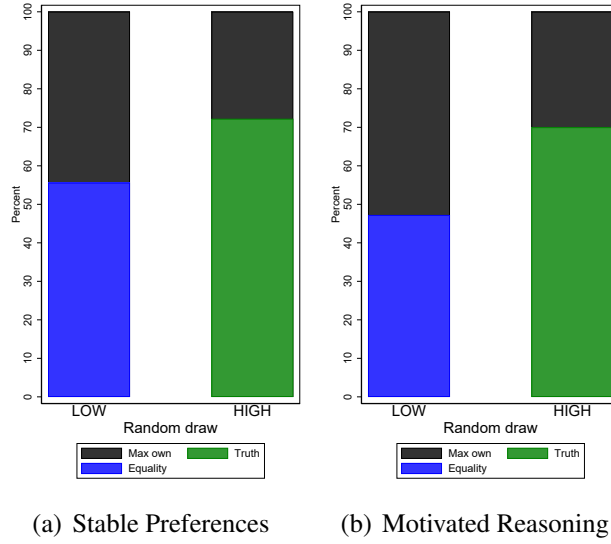 Percent
100
90
80
70
60
50
40
30
20
10
0
LOW HIGH
Random draw
Max own Truth
Equality
(a) Stable Preferences
Percent
100
90
80
70
60
50
40
30
20
10
0
LOW HIGH
Random draw
Max own Truth
Equality
(b) Motivated Reasoning